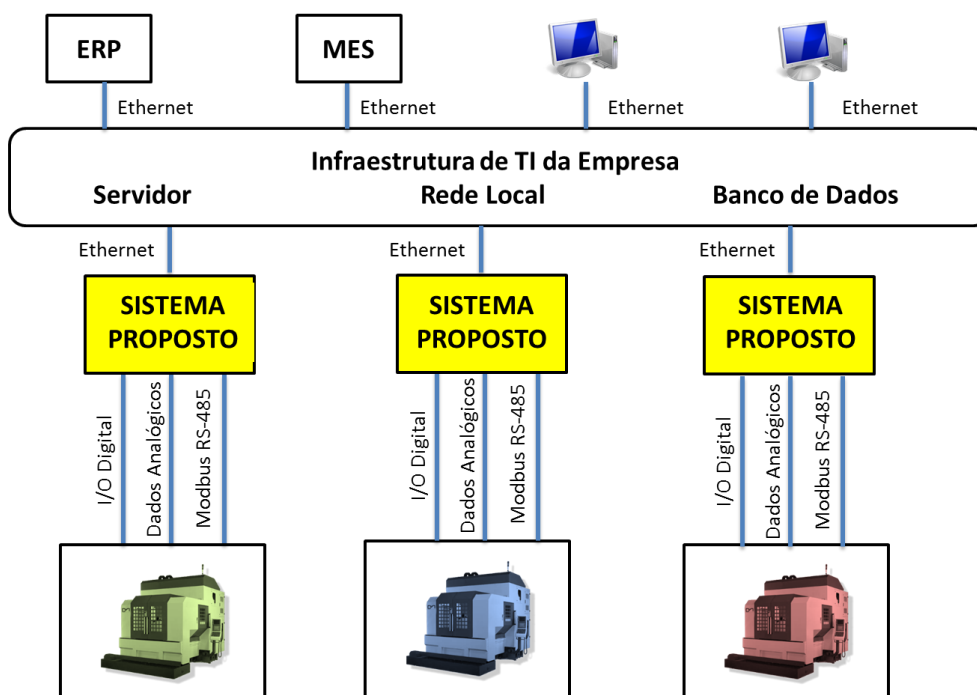 ERP
MES
Ethernet
Ethernet
Ethernet
Ethernet
Infraestrutura de TI da Empresa
Servidor
Rede Local
Banco de Dados
Ethernet
Ethernet
Ethernet
SISTEMA
PROPOSTO
SISTEMA
PROPOSTO
SISTEMA
PROPOSTO
I/O Digital
Dados Analógicos
Modbus RS-485
I/O Digital
Dados Analógicos
Modbus RS-485
I/O Digital
Dados Analógicos
Modbus RS-485